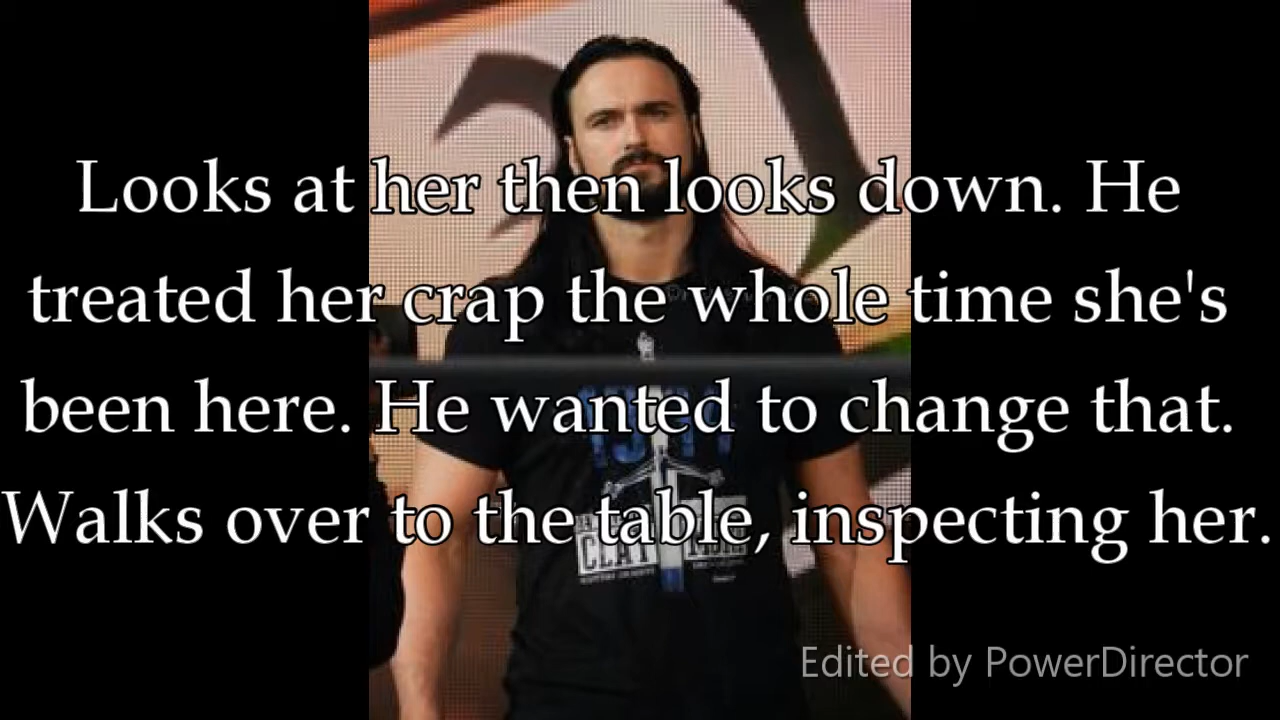 Looks at her then looks down. He
treated her crap the whole time she's
been here. He wanted to change that.
Walks over to the table, inspecting her.
Edited by PowerDirector